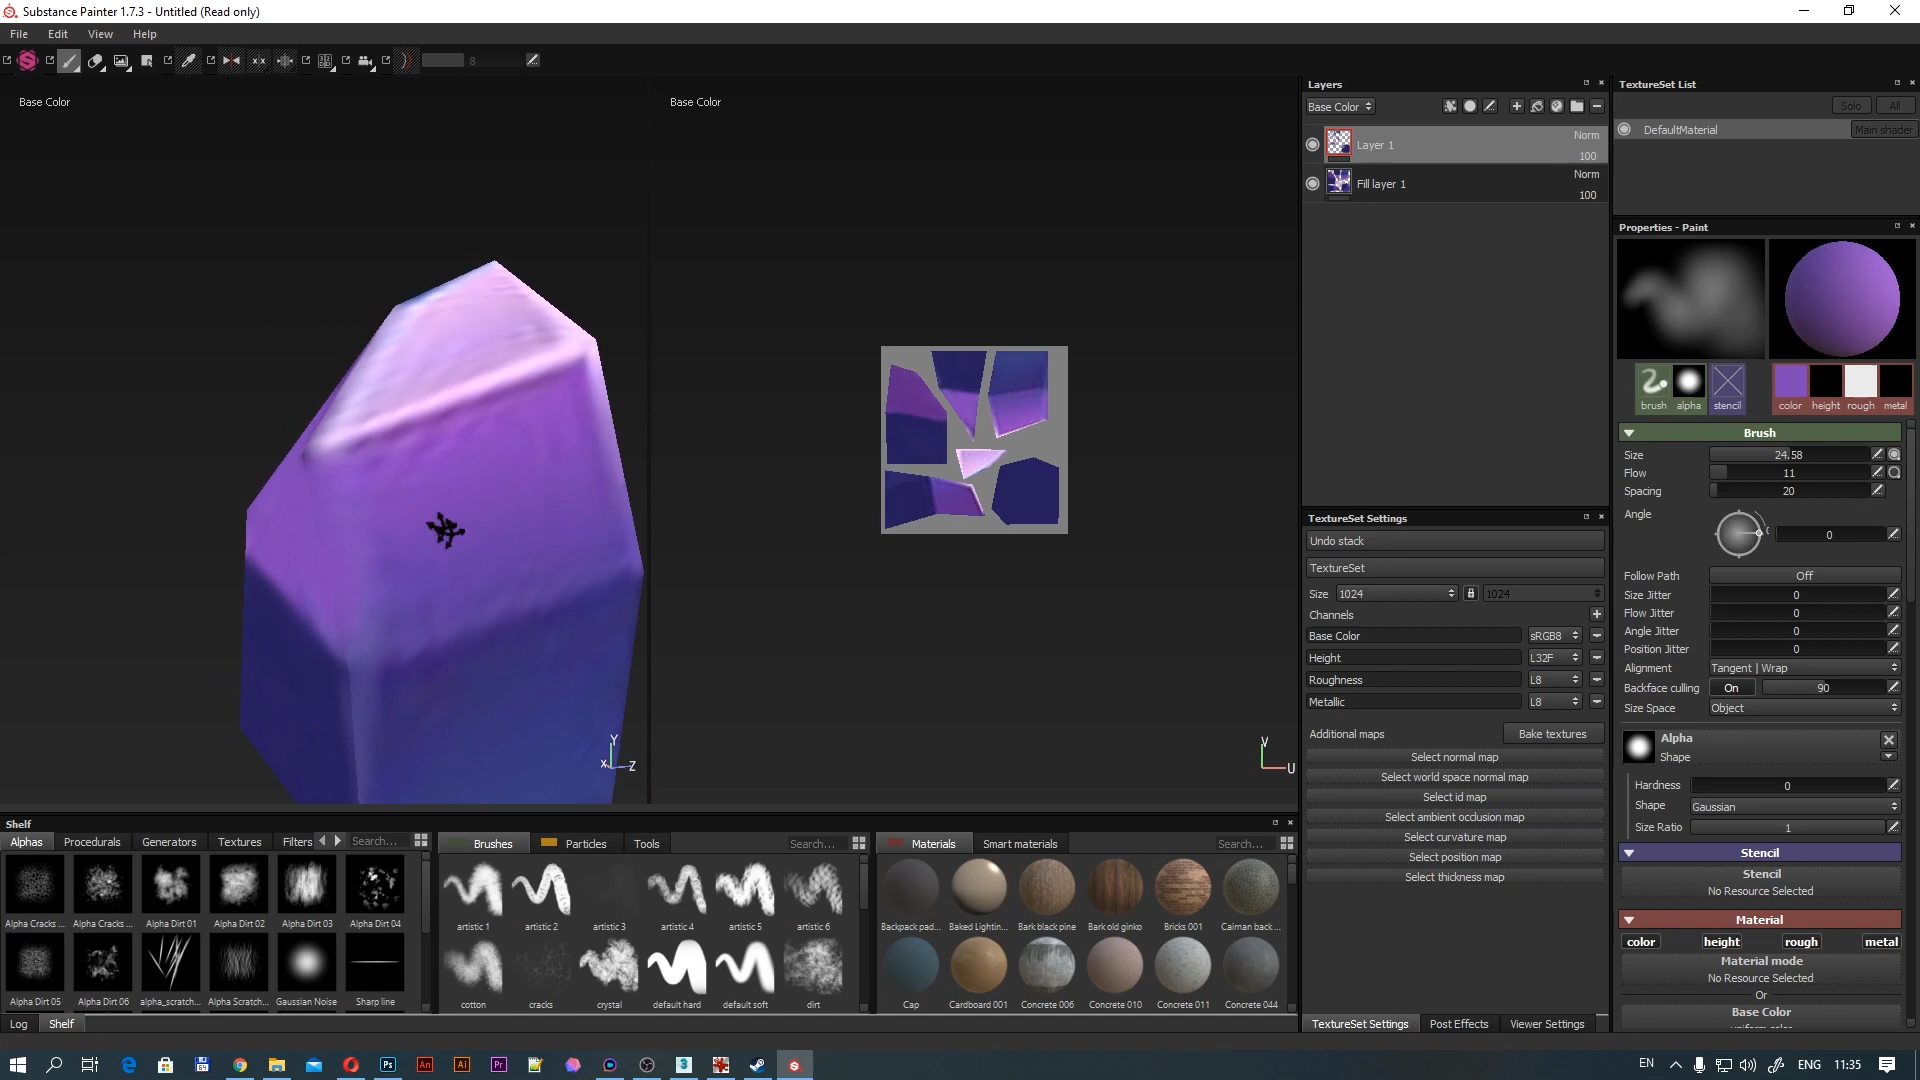 Substance Painter 1.7.3 - Untitled (Read only)
File Edit View Help
8
Base Color
Base Color
Layers
Base Color
Layer 1 Norm 100
Fill layer 1 Norm 100
TextureSet List
Solo All
DefaultMaterial Main shader
Properties - Paint
brush alpha stencil color height rough metal
Brush
Size 24.58
Flow 11
Spacing 20
Angle 0
Follow Path Off
Size Jitter 0
Flow Jitter 0
Angle Jitter 0
Position Jitter 0
Alignment Tangent | Wrap
Backface culling On 90
Size Space Object
Alpha
Shape
Hardness 0
Shape Gaussian
Size Ratio 1
Stencil
Stencil
No Resource Selected
Material
color height rough metal
Material mode
No Resource Selected
Or
Base Color
uniform color
TextureSet Settings
Undo stack
TextureSet
Size 1024 1024
Channels
Base Color sRGB8
Height L32F
Roughness L8
Metallic L8
Additional maps Bake textures
Select normal map
Select world space normal map
Select id map
Select ambient occlusion map
Select curvature map
Select position map
Select thickness map
TextureSet Settings Post Effects Viewer Settings
Y
X Z
V
U
Shelf
Alphas Procedurals Generators Textures Filters Search...
Alpha Cracks ... Alpha Cracks ... Alpha Dirt 01 Alpha Dirt 02 Alpha Dirt 03 Alpha Dirt 04
Alpha Dirt 05 Alpha Dirt 06 alpha_scratch... Alpha Scratch... Gaussian Noise Sharp line
Brushes Particles Tools Search...
artistic 1 artistic 2 artistic 3 artistic 4 artistic 5 artistic 6
cotton cracks crystal default hard default soft dirt
Materials Smart materials Search...
Backpack pad... Baked Lightin... Bark black pine Bark old ginko Bricks 001 Caiman back ...
Cap Cardboard 001 Concrete 006 Concrete 010 Concrete 011 Concrete 044
Log Shelf
Ps An Ai Pr 3
EN ENG 11:35